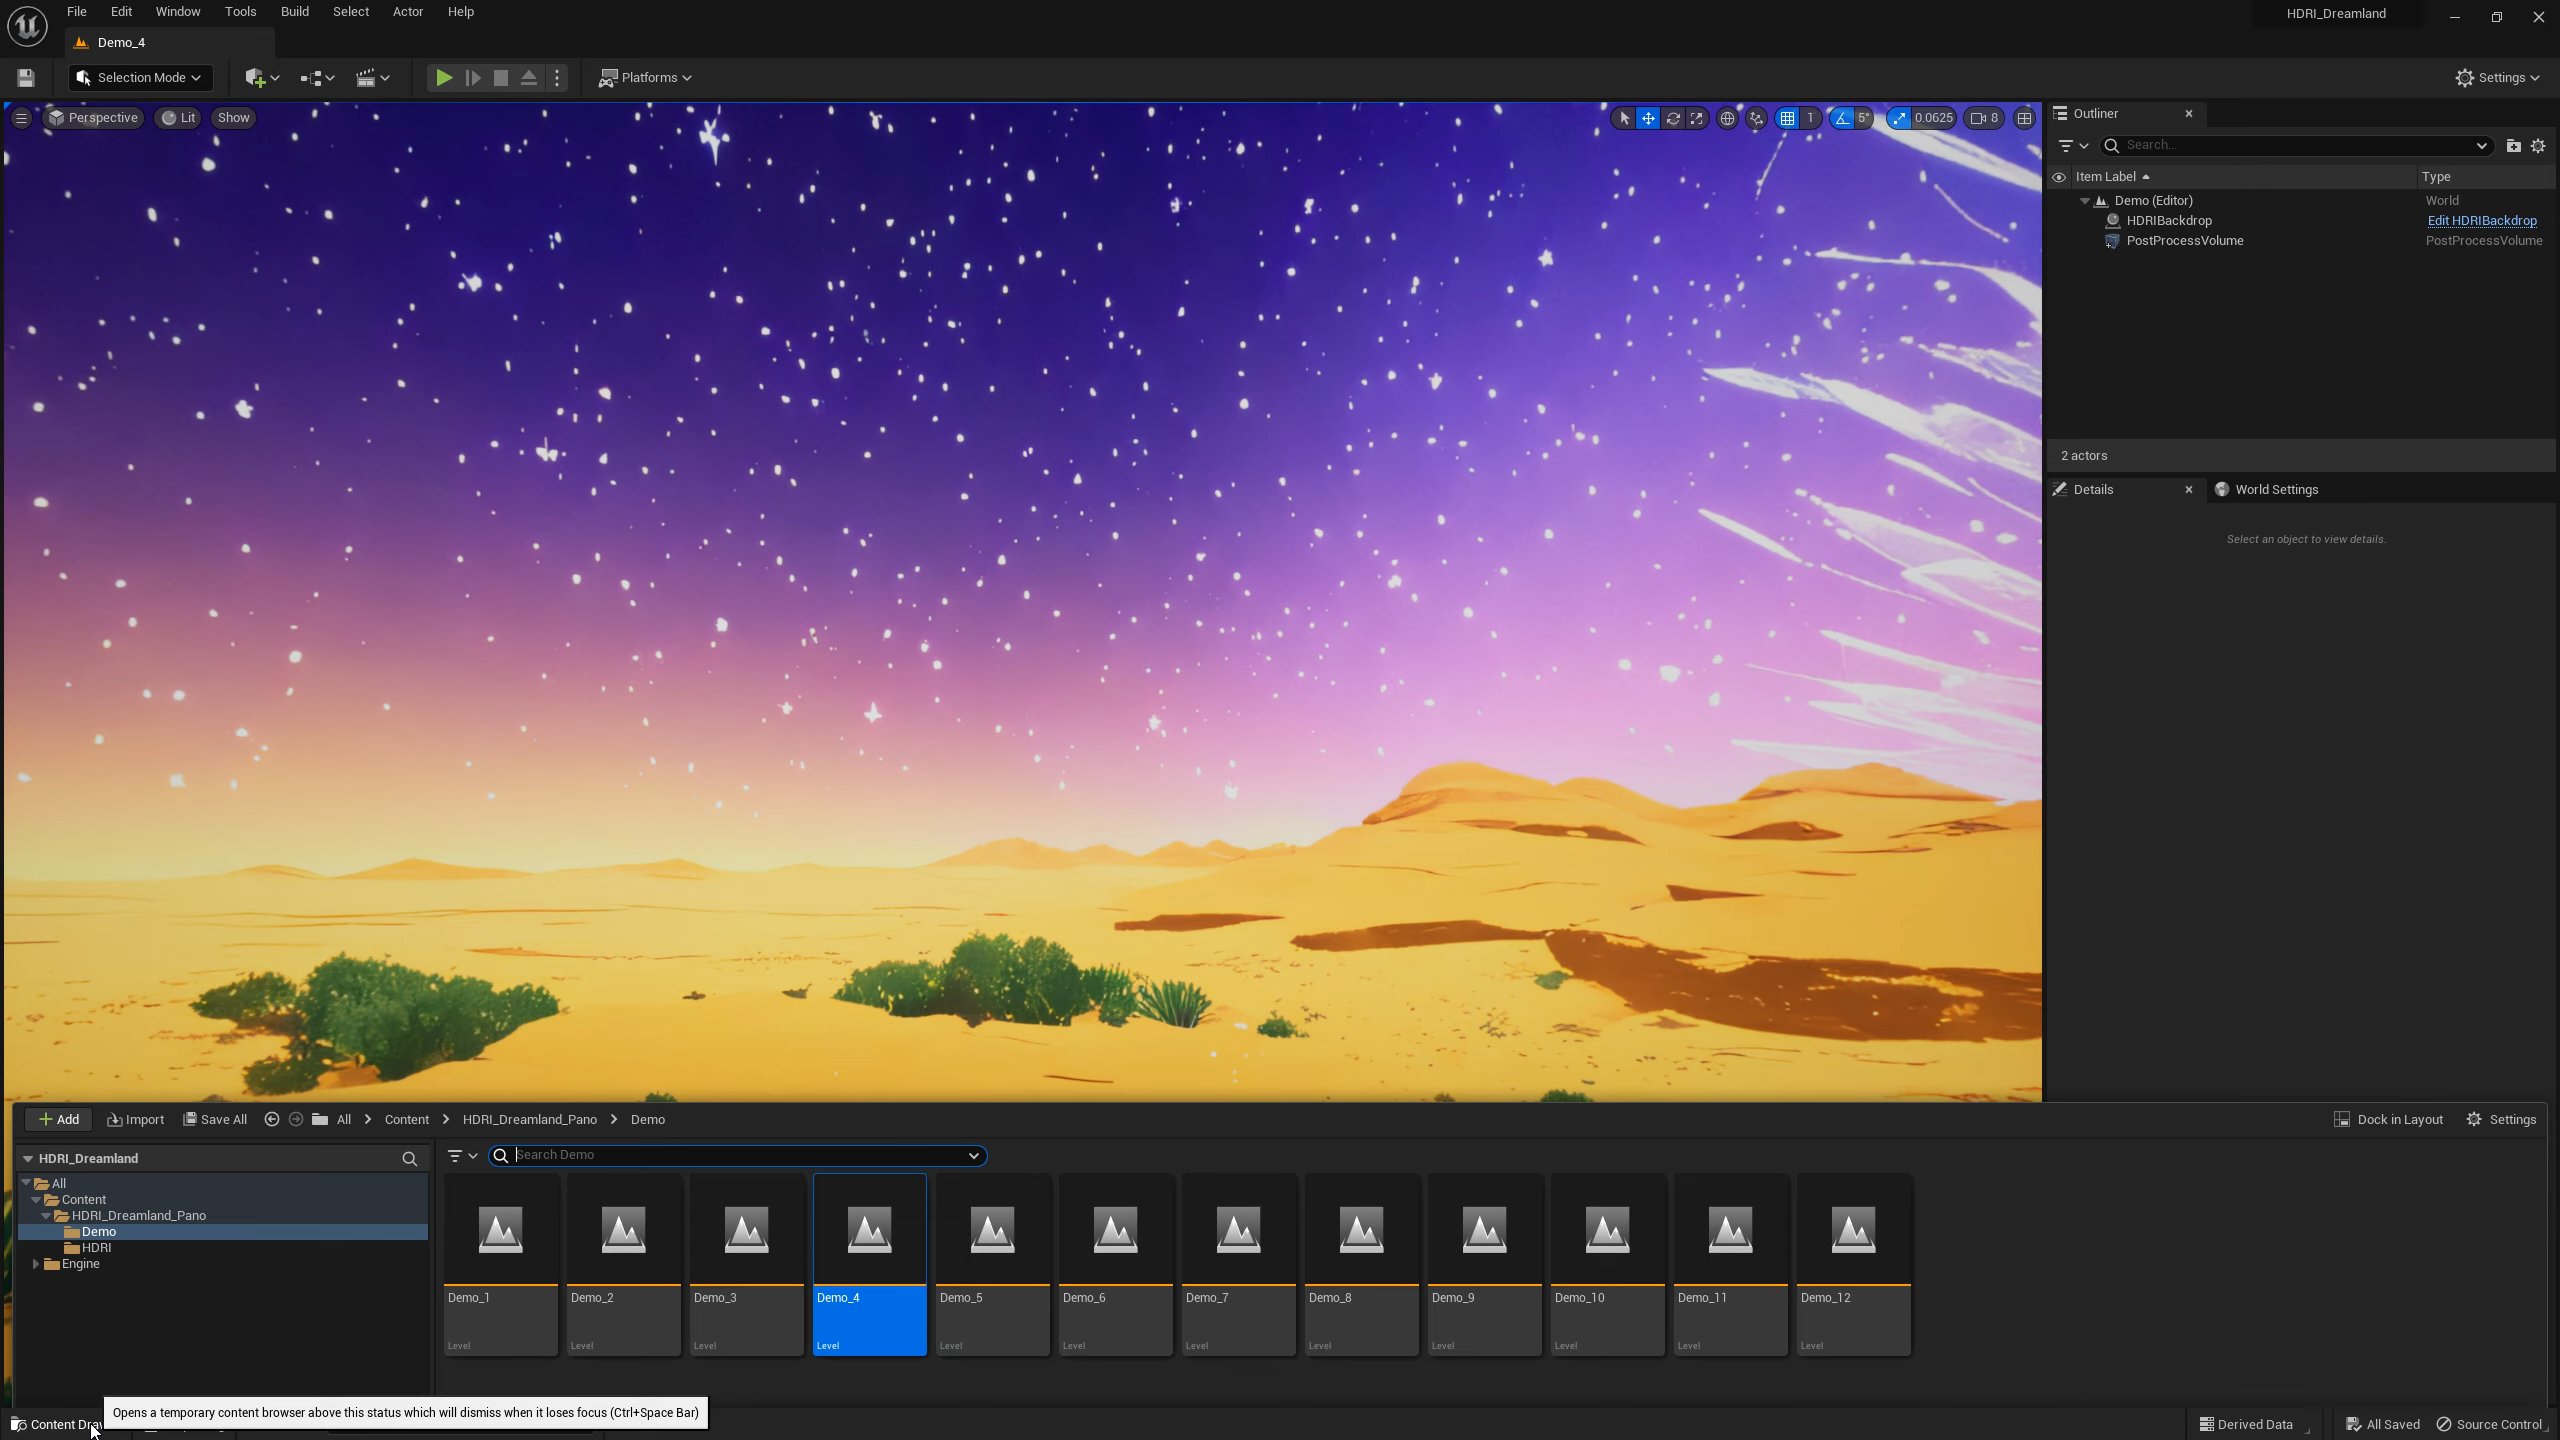 File Edit Window Tools Build Select Actor Help
HDRI_Dreamland
Demo_4
Selection Mode
Platforms
Settings
Perspective Lit Show
1 5° 0.0625 8
Outliner
Search...
Item Label Type
Demo (Editor) World
HDRIBackdrop Edit HDRIBackdrop
PostProcessVolume PostProcessVolume
2 actors
Details World Settings
Select an object to view details.
Add Import Save All All Content HDRI_Dreamland_Pano Demo
Dock in Layout Settings
HDRI_Dreamland
Search Demo
All
Content
HDRI_Dreamland_Pano
Demo
HDRI
Engine
Demo_1 Demo_2 Demo_3 Demo_4 Demo_5 Demo_6 Demo_7 Demo_8 Demo_9 Demo_10 Demo_11 Demo_12
Level Level Level Level Level Level Level Level Level Level Level Level
Opens a temporary content browser above this status which will dismiss when it loses focus (Ctrl+Space Bar)
Content
Derived Data All Saved Source Control